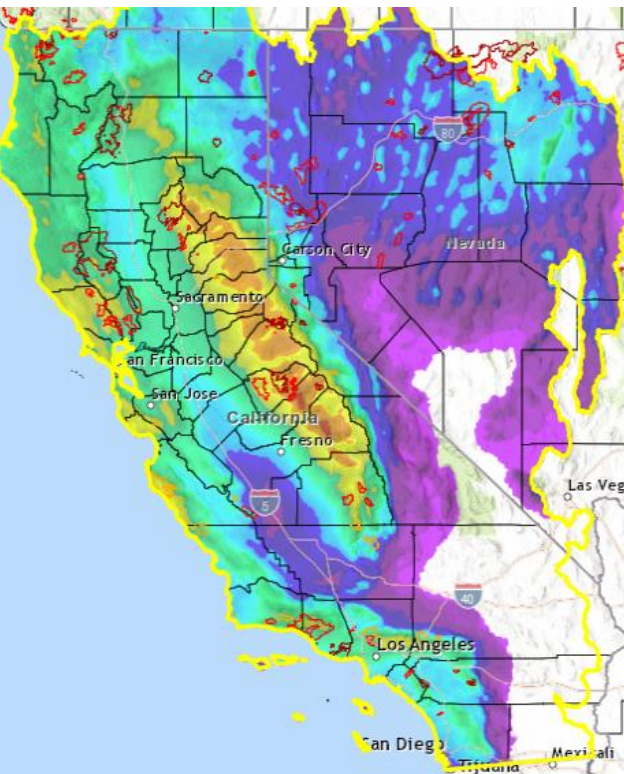 80
Carson City
Nevada
Sacramento
an Francisco
San Jose
California
Fresno
5
Las Veg
40
Los Angeles
San Diego
Tijuana
Mexicali